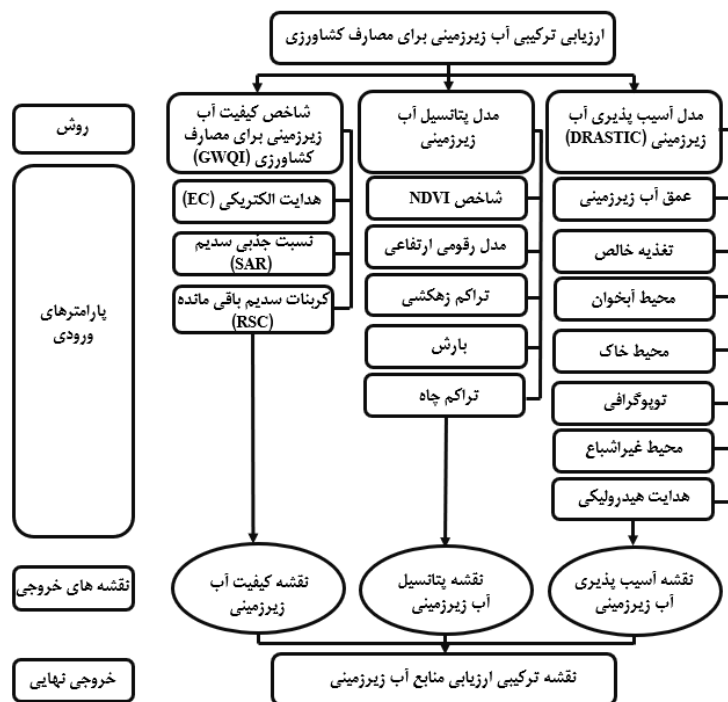 ارزیابی ترکیبی آب زیرزمینی برای مصارف کشاورزی
روش
مدل آسیب پذیری آب
زیرزمینی (DRASTIC)
مدل پتانسیل آب
زیرزمینی
شاخص کیفیت آب
زیرزمینی برای مصارف
کشاورزی (GWQI)
پارامترهای
ورودی
عمق آب زیرزمینی
تغذیه خالص
محیط آبخوان
محیط خاک
توپوگرافی
محیط غیراشباع
هدایت هیدرولیکی
شاخص NDVI
مدل رقومی ارتفاعی
تراکم زهکشی
بارش
تراکم چاه
هدایت الکتریکی (EC)
نسبت جذبی سدیم
(SAR)
کربنات سدیم باقی مانده
(RSC)
نقشه های خروجی
نقشه آسیب پذیری
آب زیرزمینی
نقشه پتانسیل
آب زیرزمینی
نقشه کیفیت آب
زیرزمینی
خروجی نهایی
نقشه ترکیبی ارزیابی منابع آب زیرزمینی